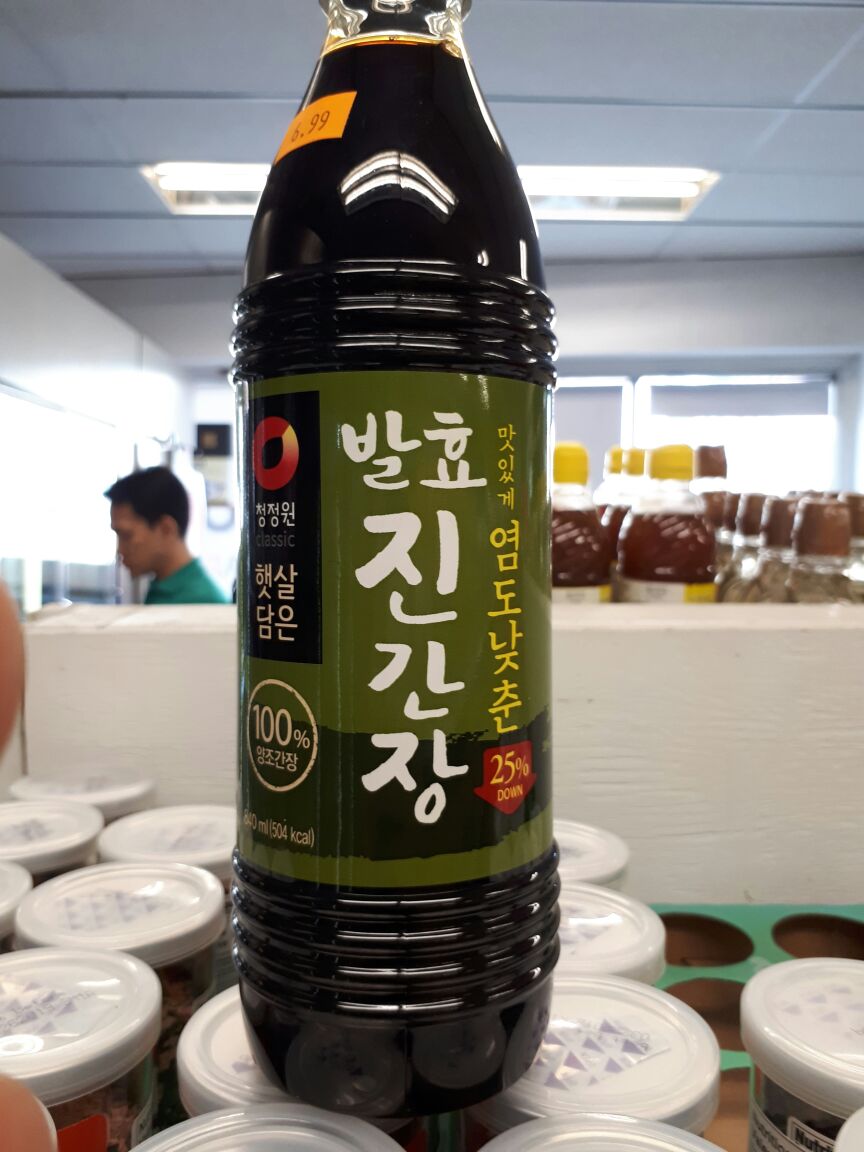 6.99
청정원
classic
햇살
담은
100%
양조간장
840 ml (504 kcal)
발효
진간장
맛있게
염도낮춘
25%
DOWN
Nutri